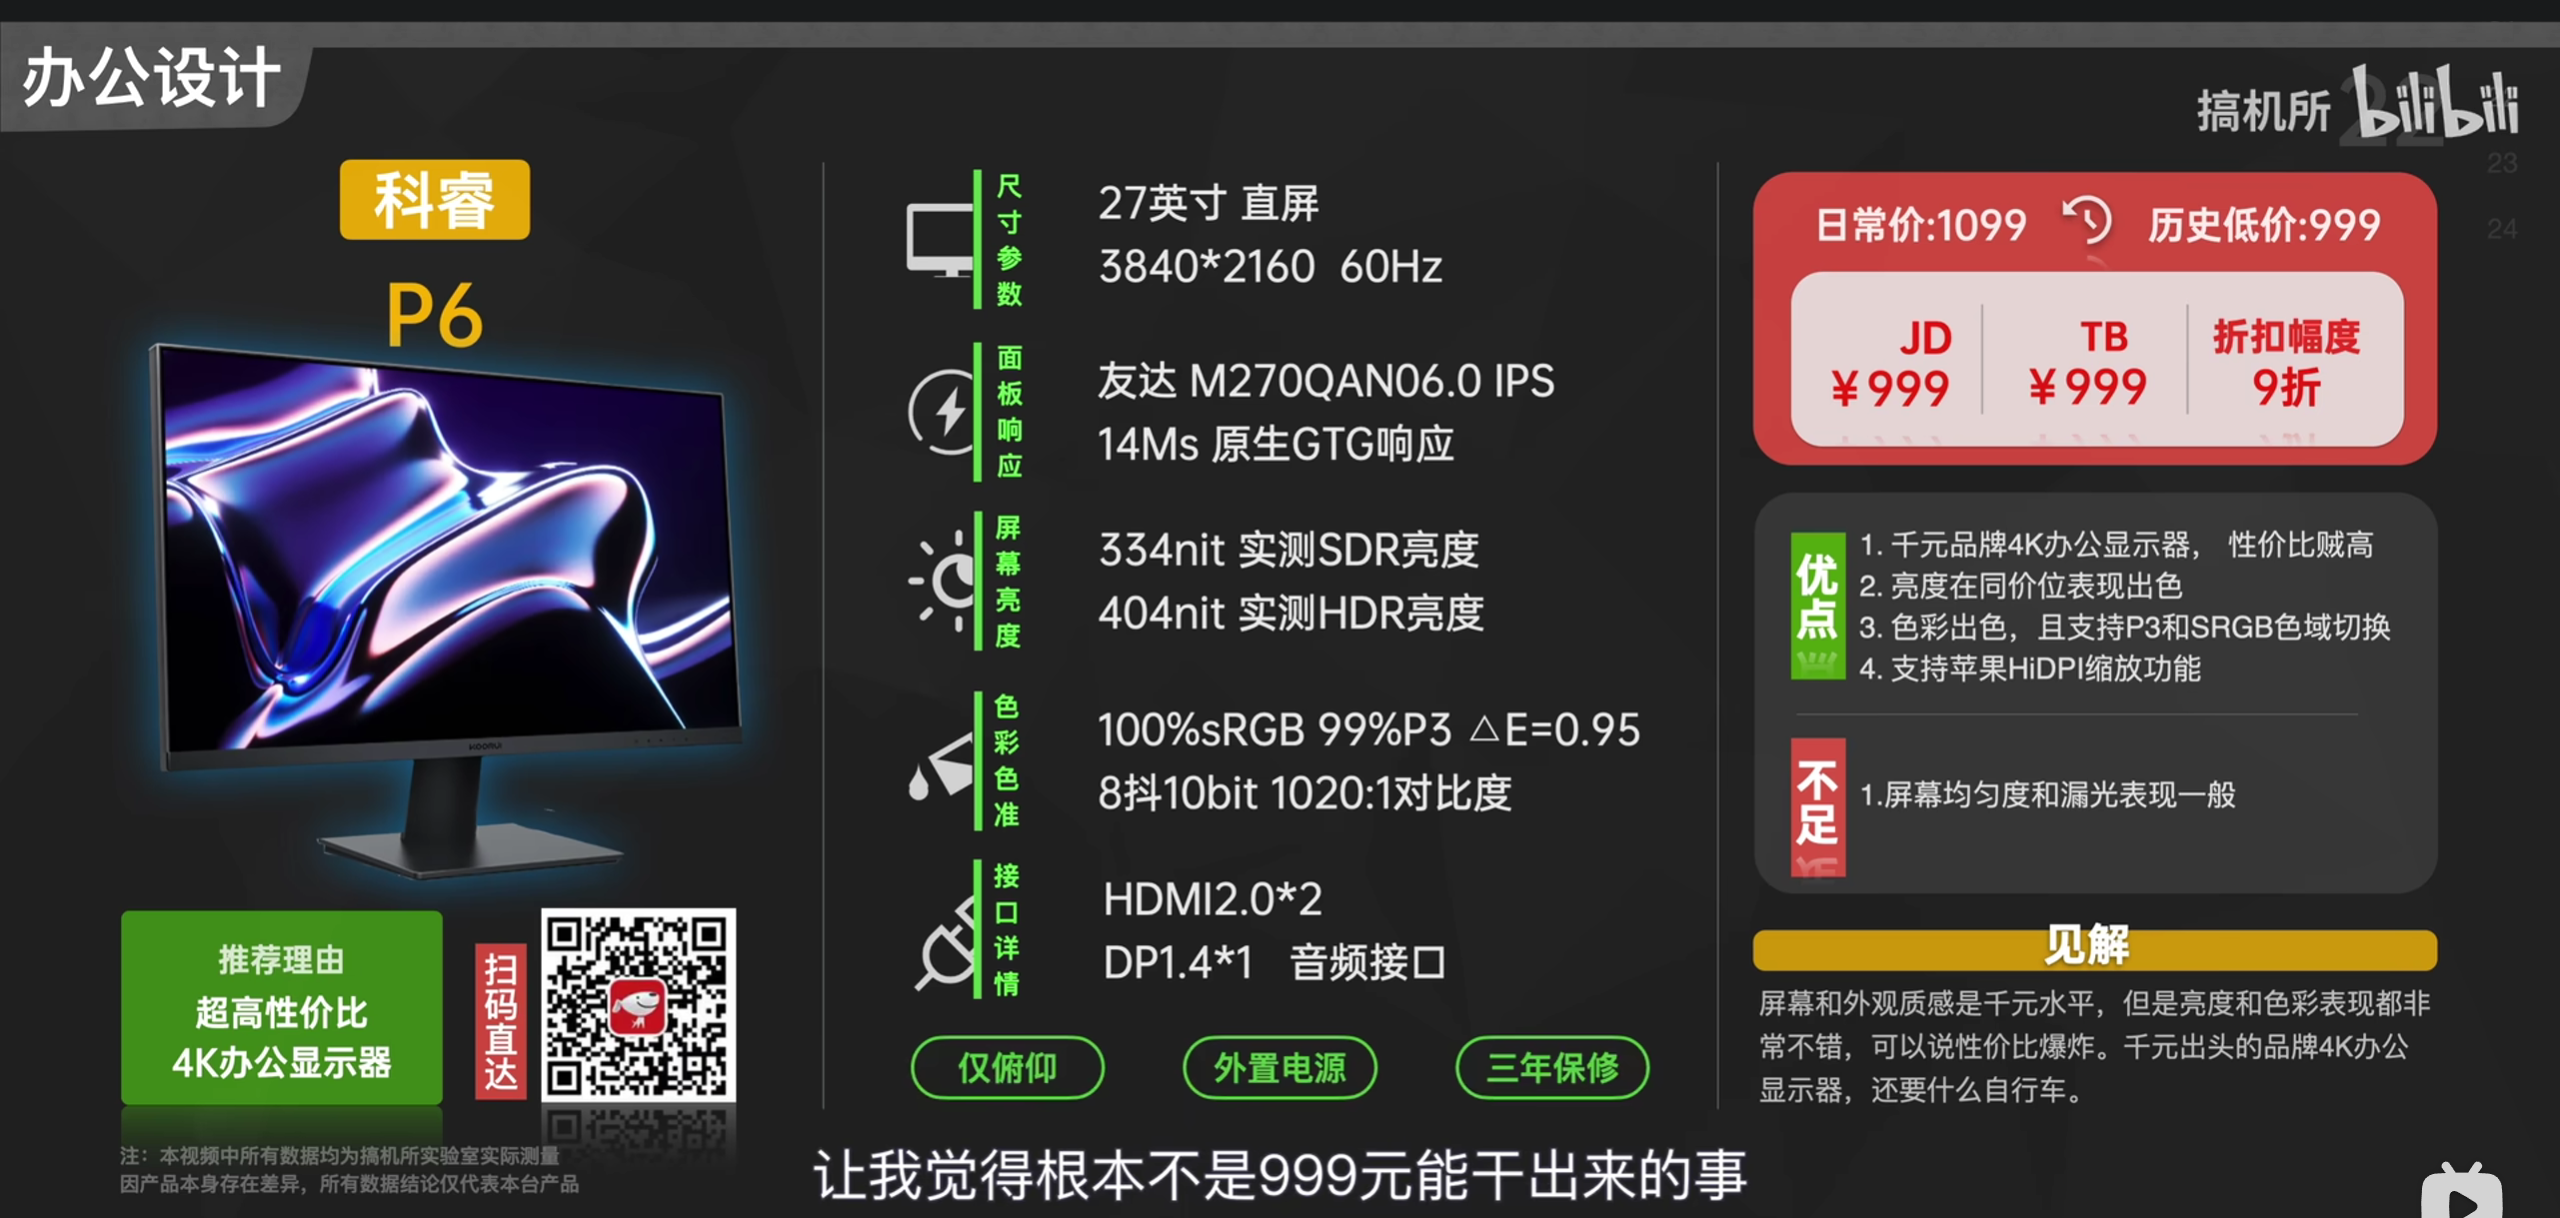 办公设计
搞机所 bilibili
22
23
24
科睿
P6
KOORUI
推荐理由
超高性价比
4K办公显示器
扫码直达
注：本视频中所有数据均为搞机所实验室实际测量
因产品本身存在差异，所有数据结论仅代表本台产品
尺寸参数
27英寸 直屏
3840*2160 60Hz
面板响应
友达 M270QAN06.0 IPS
14Ms 原生GTG响应
屏幕亮度
334nit 实测SDR亮度
404nit 实测HDR亮度
色彩色准
100%sRGB 99%P3 △E=0.95
8抖10bit 1020:1对比度
接口详情
HDMI2.0*2
DP1.4*1 音频接口
仅俯仰 外置电源 三年保修
日常价:1099 历史低价:999
JD TB 折扣幅度
￥999 ￥999 9折
优点
1. 千元品牌4K办公显示器， 性价比贼高
2. 亮度在同价位表现出色
3. 色彩出色，且支持P3和SRGB色域切换
4. 支持苹果HiDPI缩放功能
不足
1.屏幕均匀度和漏光表现一般
见解
屏幕和外观质感是千元水平，但是亮度和色彩表现都非
常不错，可以说性价比爆炸。千元出头的品牌4K办公
显示器，还要什么自行车。
让我觉得根本不是999元能干出来的事